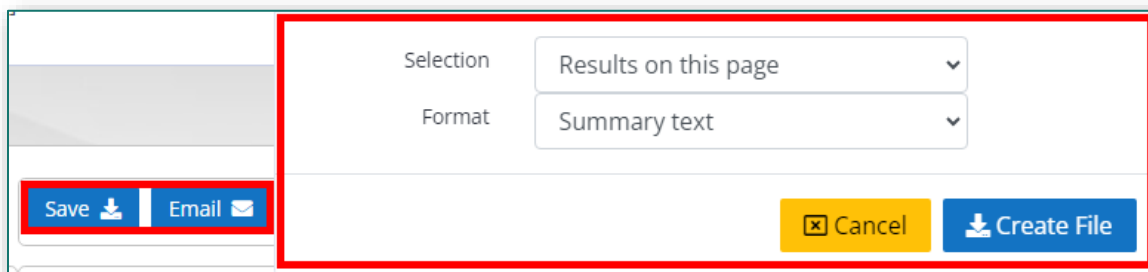 Selection Results on this page
Format Summary text
Save Email
Cancel Create File